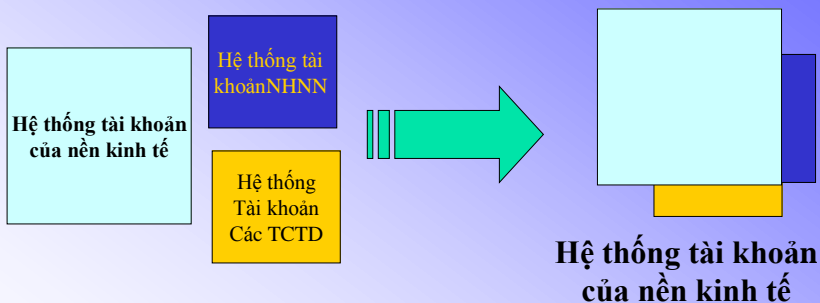 Hệ thống tài khoản
của nền kinh tế
Hệ thống tài
khoảnNHNN
Hệ thống
Tài khoản
Các TCTD
Hệ thống tài khoản
của nền kinh tế